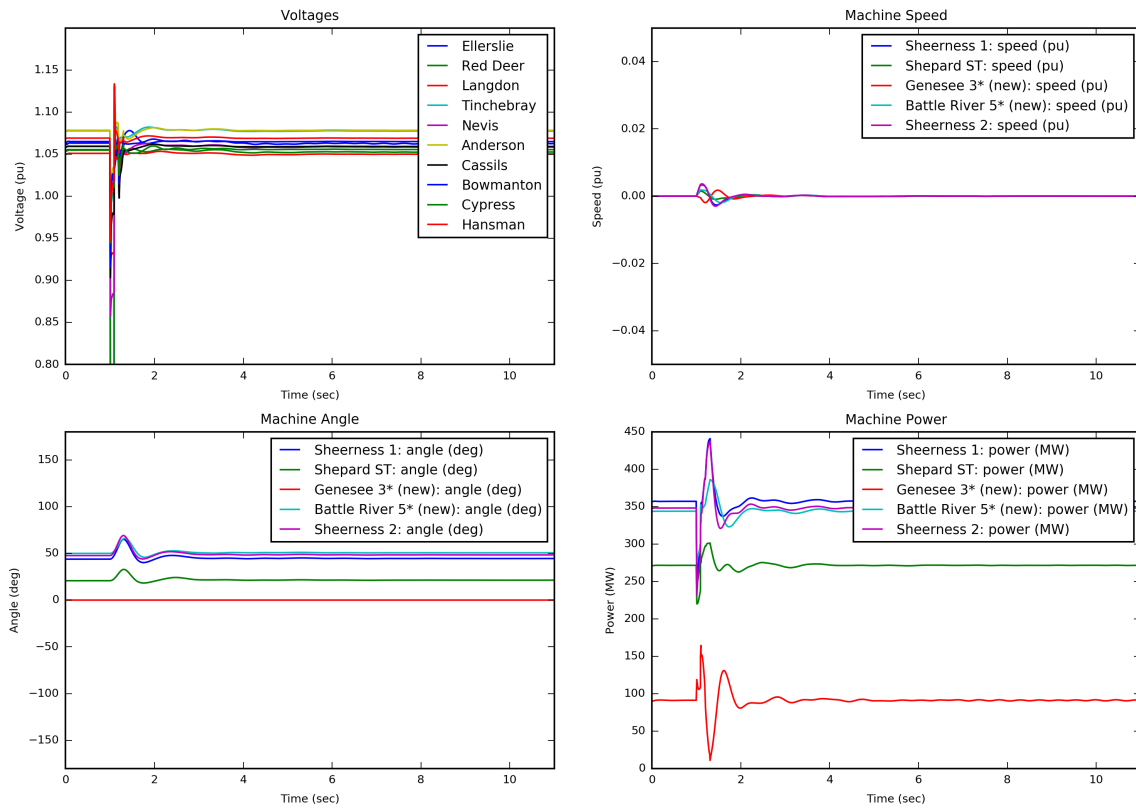 Voltages
1.15
1.10
1.05
1.00
0.95
0.90
0.85
0.80
Voltage (pu)
Ellerslie
Red Deer
Langdon
Tinchebray
Nevis
Anderson
Cassils
Bowmanton
Cypress
Hansman
0 2 4 6 8 10
Time (sec)
Machine Speed
0.04
0.02
0.00
−0.02
−0.04
Speed (pu)
Sheerness 1: speed (pu)
Shepard ST: speed (pu)
Genesee 3* (new): speed (pu)
Battle River 5* (new): speed (pu)
Sheerness 2: speed (pu)
0 2 4 6 8 10
Time (sec)
Machine Angle
150
100
50
0
−50
−100
−150
Angle (deg)
Sheerness 1: angle (deg)
Shepard ST: angle (deg)
Genesee 3* (new): angle (deg)
Battle River 5* (new): angle (deg)
Sheerness 2: angle (deg)
0 2 4 6 8 10
Time (sec)
Machine Power
450
400
350
300
250
200
150
100
50
0
Power (MW)
Sheerness 1: power (MW)
Shepard ST: power (MW)
Genesee 3* (new): power (MW)
Battle River 5* (new): power (MW)
Sheerness 2: power (MW)
0 2 4 6 8 10
Time (sec)